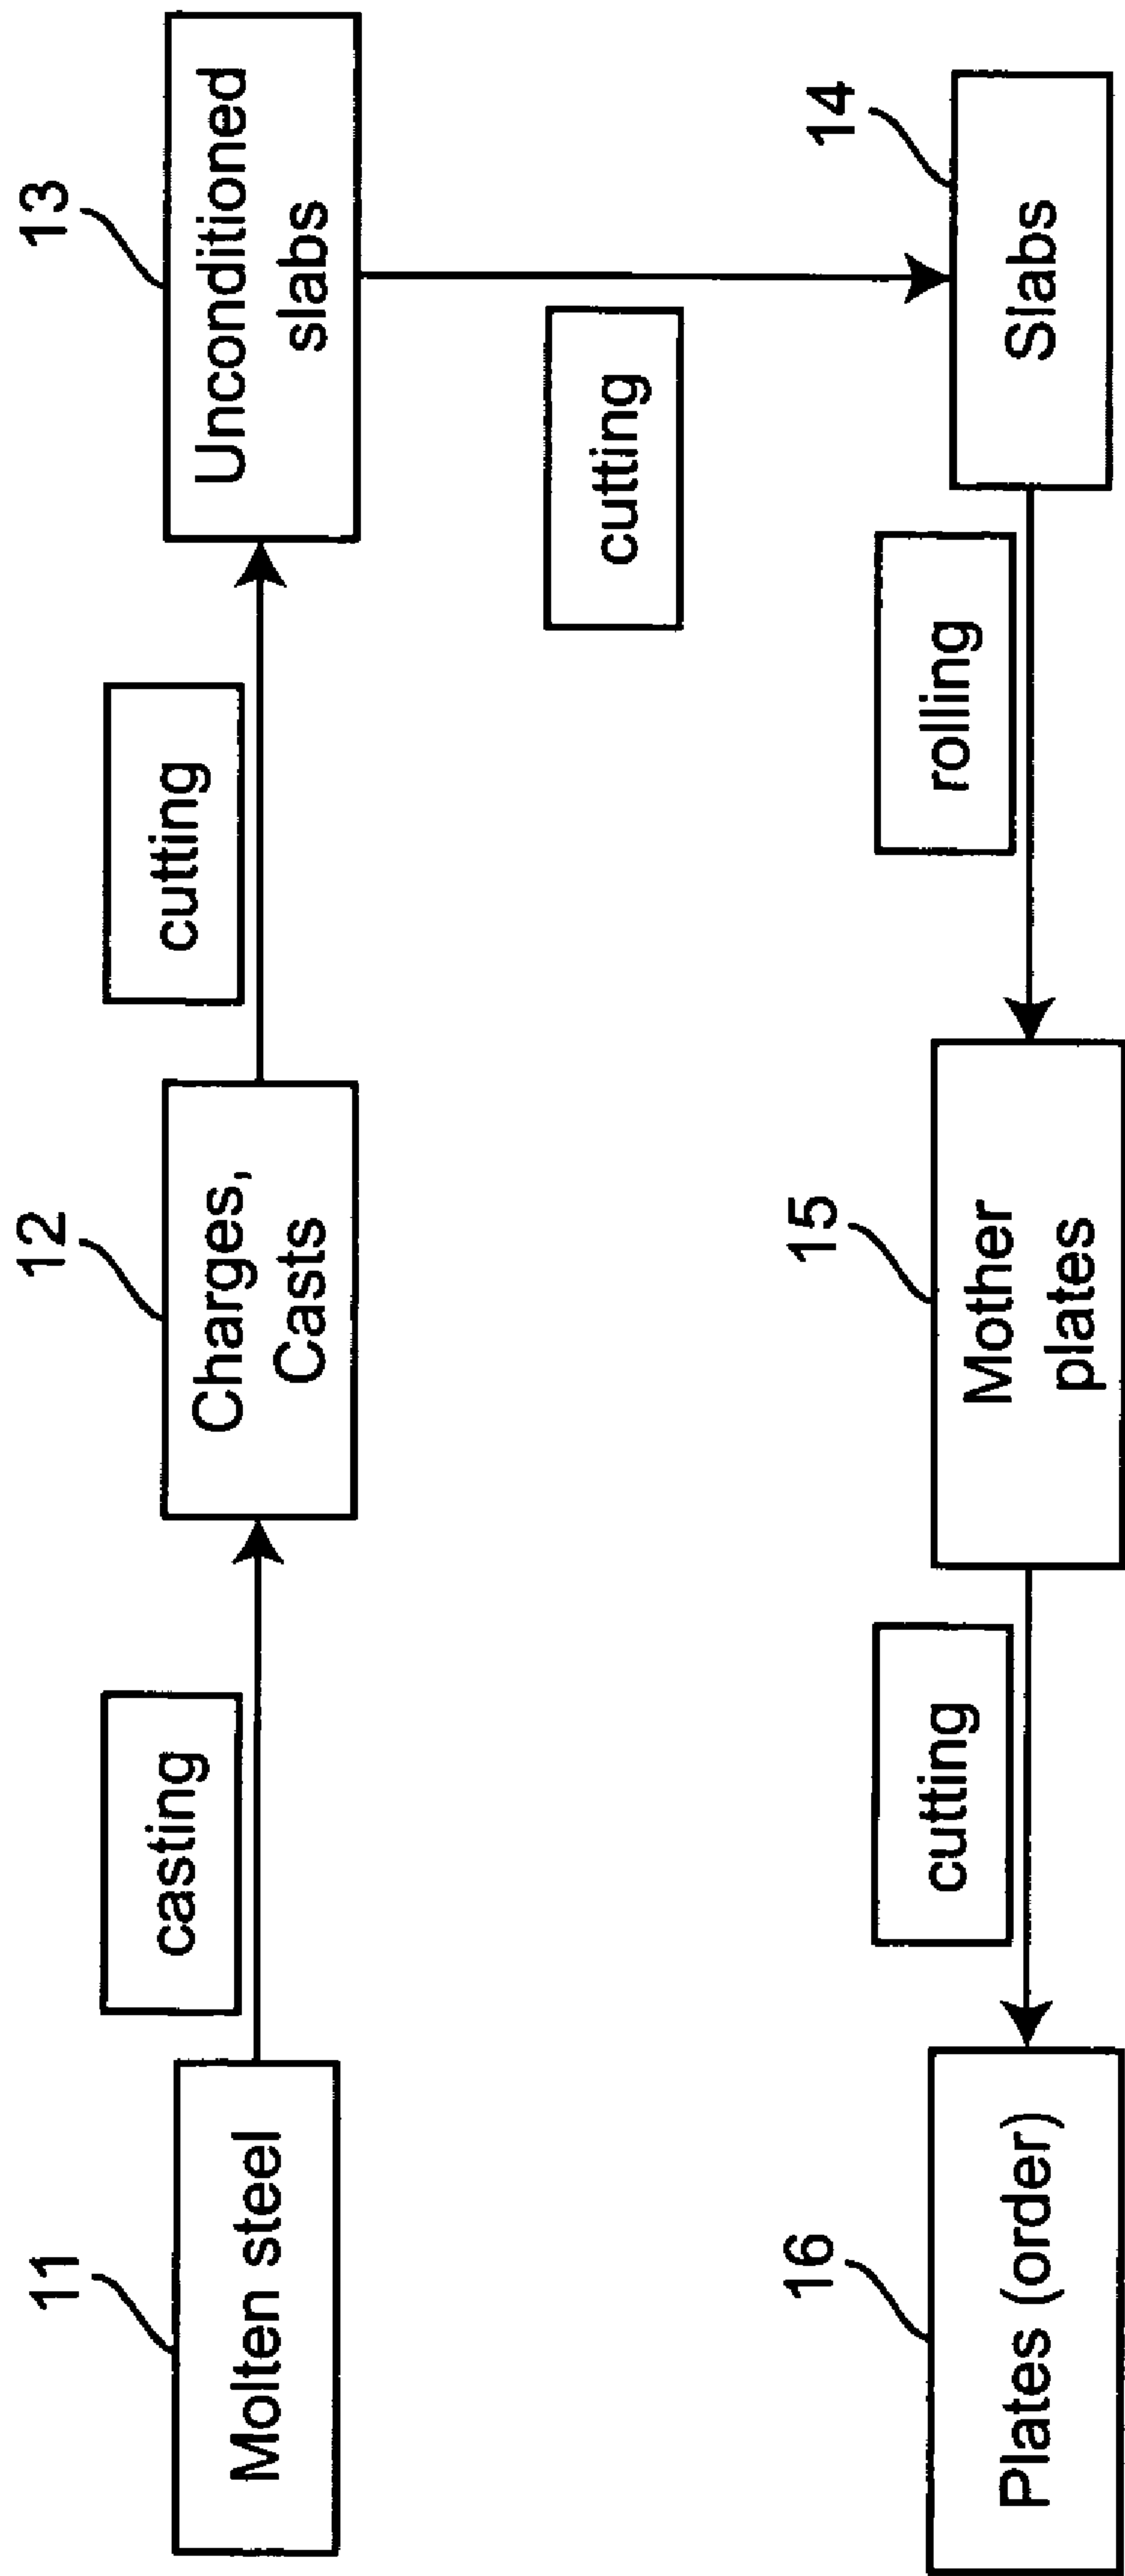 11
Molten steel
casting
12
Charges,
Casts
cutting
13
Unconditioned
slabs
cutting
14
Slabs
rolling
15
Mother
plates
cutting
16
Plates (order)